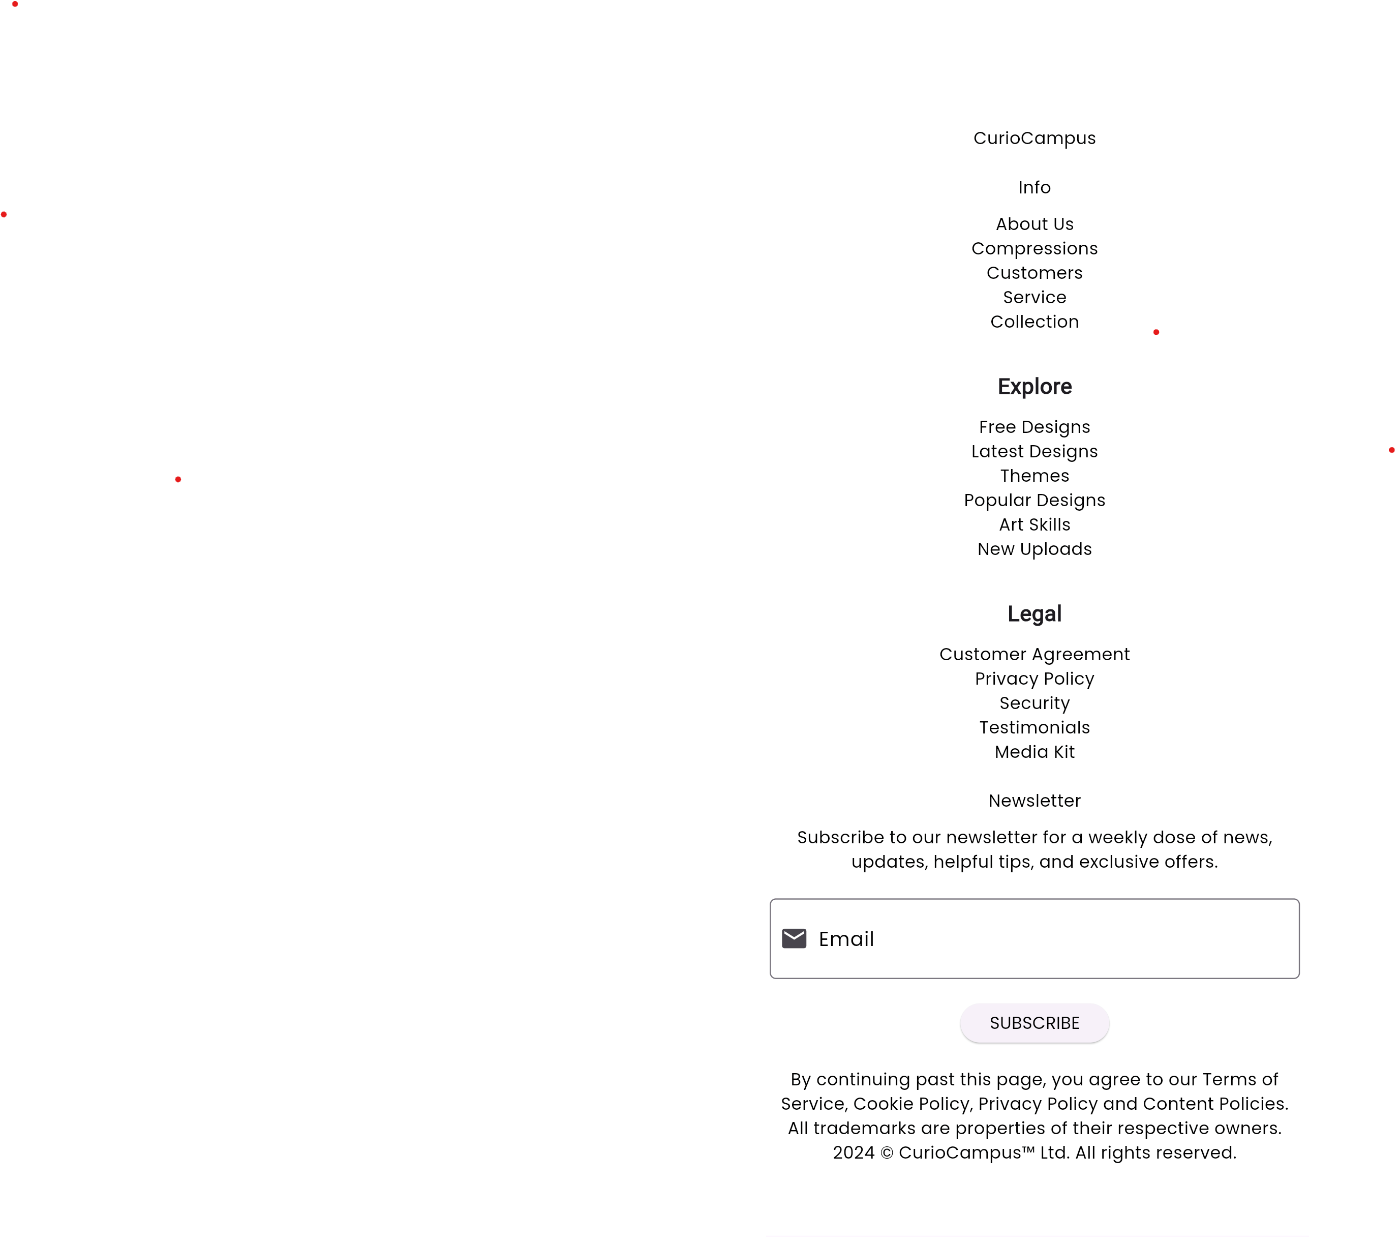 CurioCampus
Info
About Us
Compressions
Customers
Service
Collection
Explore
Free Designs
Latest Designs
Themes
Popular Designs
Art Skills
New Uploads
Legal
Customer Agreement
Privacy Policy
Security
Testimonials
Media Kit
Newsletter
Subscribe to our newsletter for a weekly dose of news,
updates, helpful tips, and exclusive offers.
Email
SUBSCRIBE
By continuing past this page, you agree to our Terms of
Service, Cookie Policy, Privacy Policy and Content Policies.
All trademarks are properties of their respective owners.
2024 © CurioCampus™ Ltd. All rights reserved.